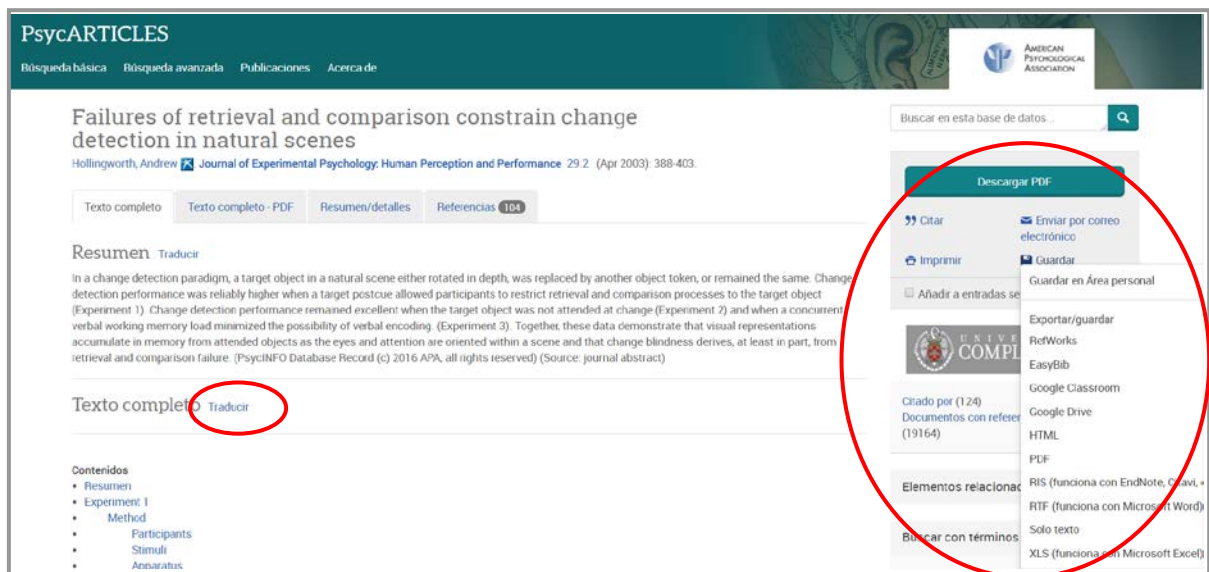 PsycARTICLES
Búsqueda básica Búsqueda avanzada Publicaciones Acerca de
AMERICAN
PSYCHOLOGICAL
ASSOCIATION
Failures of retrieval and comparison constrain change
detection in natural scenes
Hollingworth, Andrew Journal of Experimental Psychology: Human Perception and Performance 29.2 (Apr 2003): 388-403.
Texto completo Texto completo - PDF Resumen/detalles Referencias 104
Resumen Traducir
In a change detection paradigm, a target object in a natural scene either rotated in depth, was replaced by another object token, or remained the same. Change
detection performance was reliably higher when a target postcue allowed participants to restrict retrieval and comparison processes to the target object
(Experiment 1). Change detection performance remained excellent when the target object was not attended at change (Experiment 2) and when a concurrent
verbal working memory load minimized the possibility of verbal encoding. (Experiment 3). Together, these data demonstrate that visual representations
accumulate in memory from attended objects as the eyes and attention are oriented within a scene and that change blindness derives, at least in part, from
retrieval and comparison failure. (PsycINFO Database Record (c) 2016 APA, all rights reserved) (Source: journal abstract)
Texto completo Traducir
Contenidos
• Resumen
• Experiment 1
• Method
• Participants
• Stimuli
• Apparatus
Buscar en esta base de datos...
Descargar PDF
Citar Enviar por correo
electrónico
Imprimir Guardar
Añadir a entradas se
UNIVE
COMPL
Citado por (124)
Documentos con referen
(19164)
Elementos relacionad
Buscar con términos
Guardar en Área personal
Exportar/guardar
RefWorks
EasyBib
Google Classroom
Google Drive
HTML
PDF
RIS (funciona con EndNote, Citavi,
RTF (funciona con Microsoft Word)
Solo texto
XLS (funciona con Microsoft Excel)